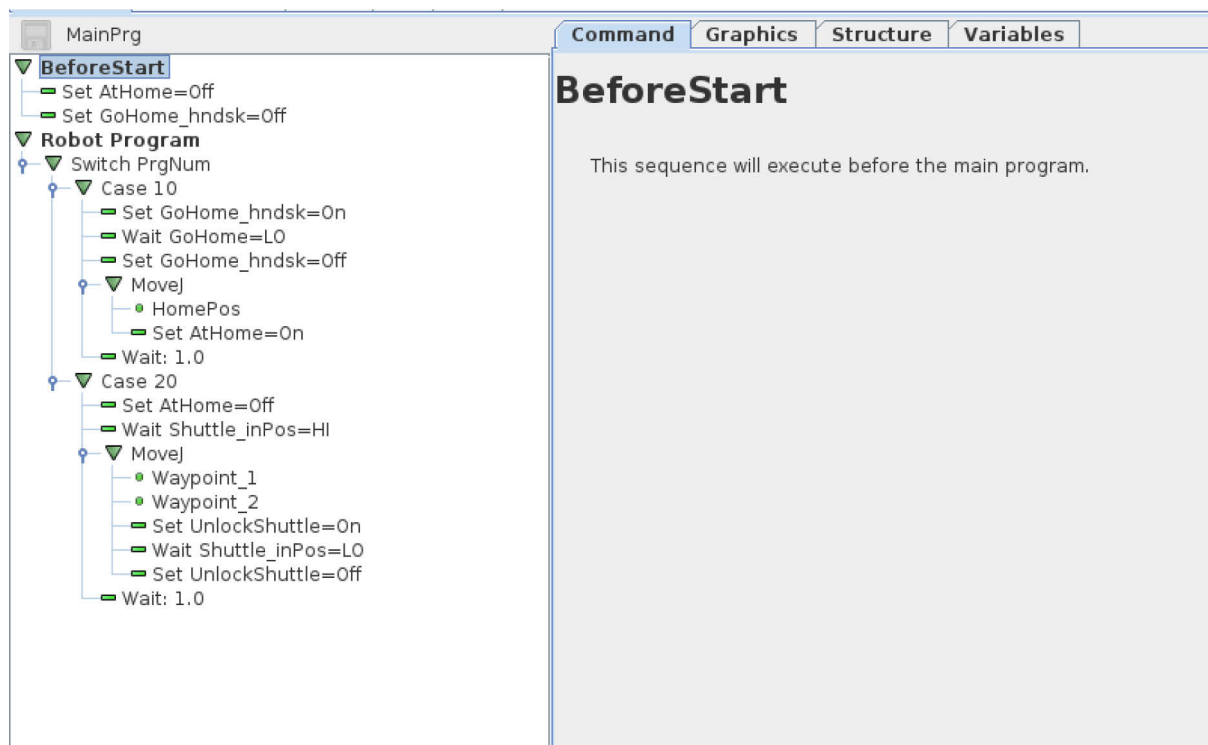 MainPrg
BeforeStart
Set AtHome=Off
Set GoHome_hndsk=Off
Robot Program
Switch PrgNum
Case 10
Set GoHome_hndsk=On
Wait GoHome=LO
Set GoHome_hndsk=Off
MoveJ
HomePos
Set AtHome=On
Wait: 1.0
Case 20
Set AtHome=Off
Wait Shuttle_inPos=HI
MoveJ
Waypoint_1
Waypoint_2
Set UnlockShuttle=On
Wait Shuttle_inPos=LO
Set UnlockShuttle=Off
Wait: 1.0
Command Graphics Structure Variables
BeforeStart
This sequence will execute before the main program.